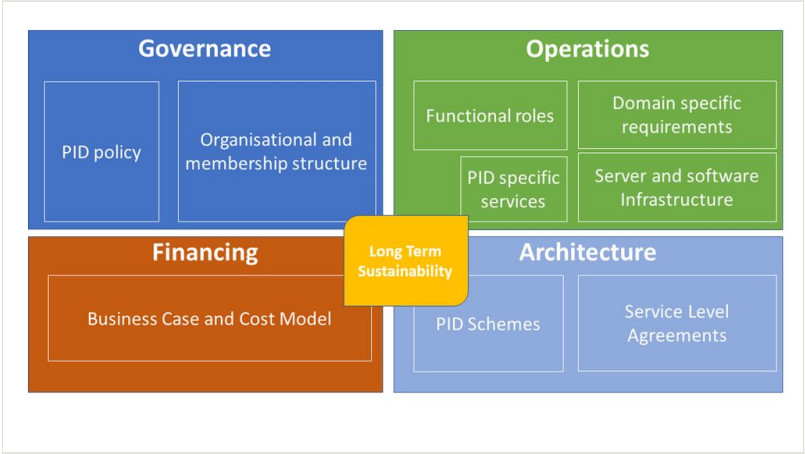 Governance
PID policy
Organisational and
membership structure
Operations
Functional roles
Domain specific
requirements
PID specific
services
Server and software
Infrastructure
Long Term
Sustainability
Financing
Business Case and Cost Model
Architecture
PID Schemes
Service Level
Agreements